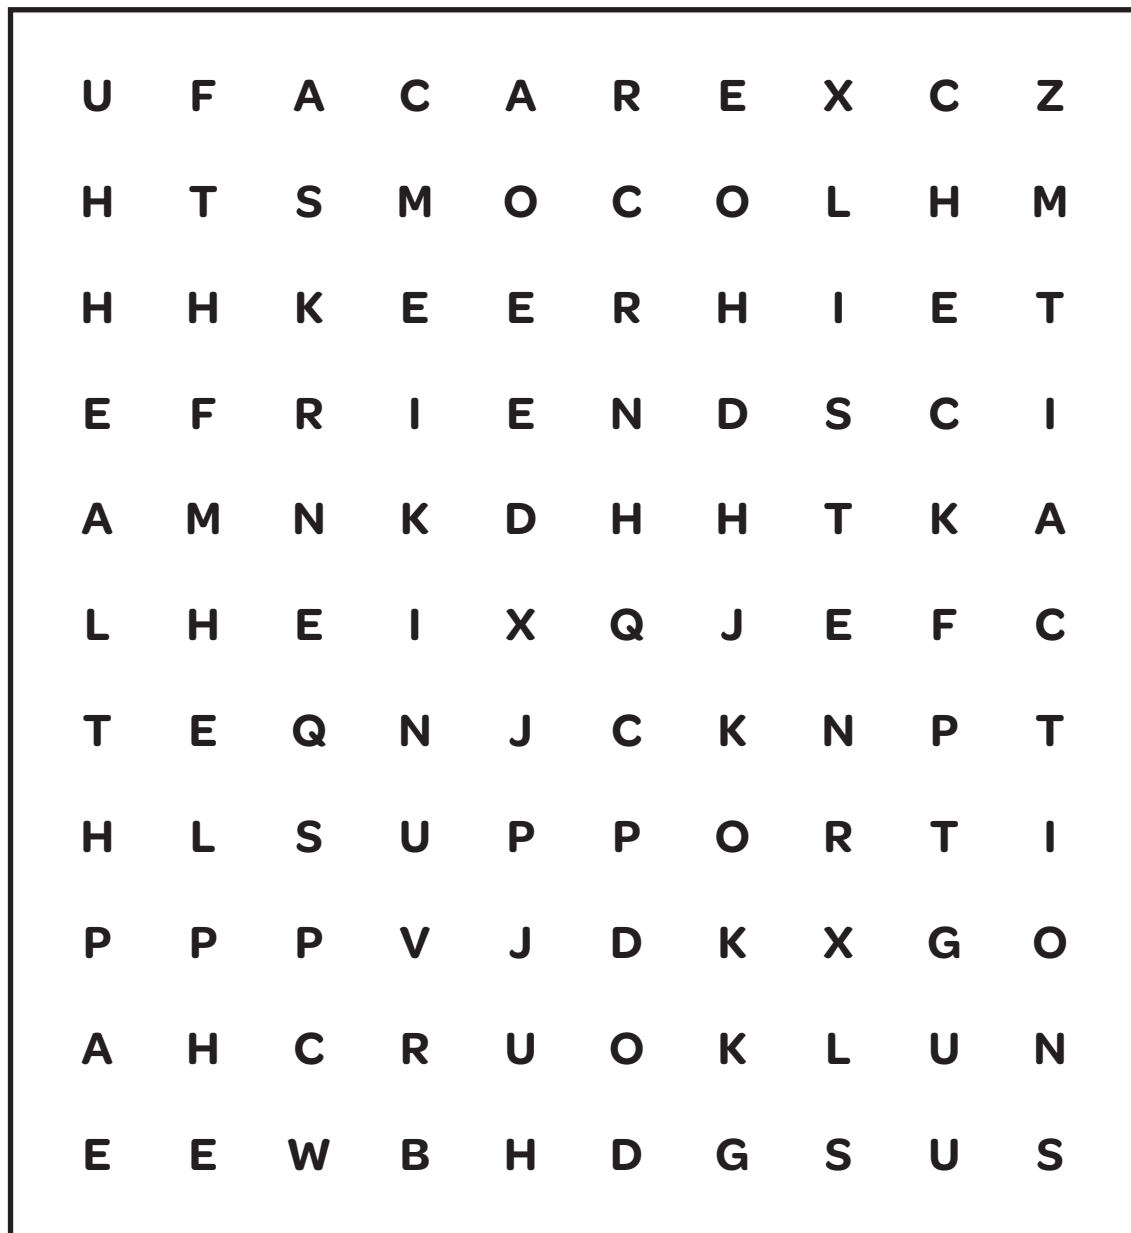 U F A C A R E X C Z
H T S M O C O L H M
H H K E E R H I E T
E F R I E N D S C I
A M N K D H H T K A
L H E I X Q J E F C
T E Q N J C K N P T
H L S U P P O R T I
P P P V J D K X G O
A H C R U O K L U N
E E W B H D G S U S